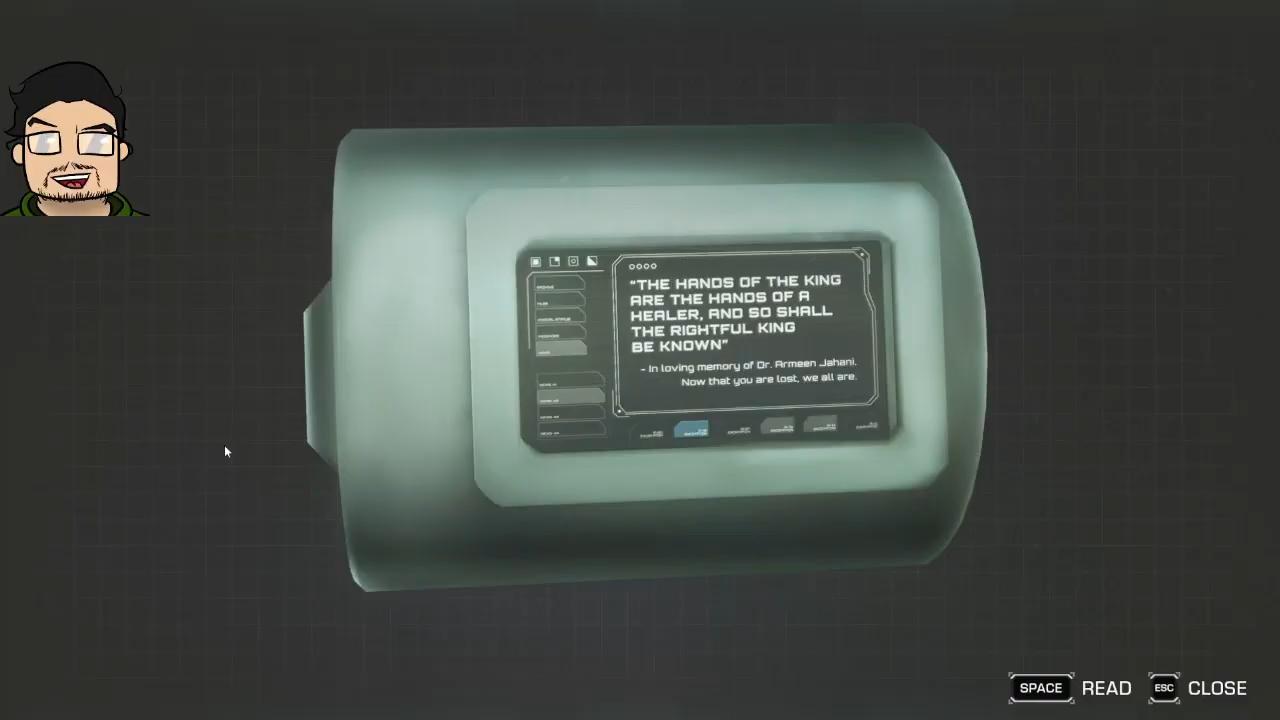 "THE HANDS OF THE KING
ARE THE HANDS OF A
HEALER, AND SO SHALL
THE RIGHTFUL KING
BE KNOWN"
- In loving memory of Dr. Armeen Jahani.
Now that you are lost, we all are.
SPACE READ ESC CLOSE